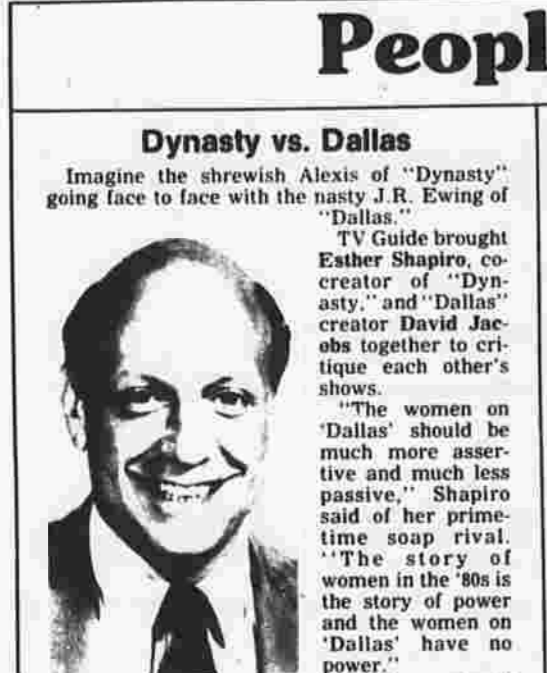 Peopl
Dynasty vs. Dallas
Imagine the shrewish Alexis of "Dynasty"
going face to face with the nasty J.R. Ewing of
"Dallas."
TV Guide brought
Esther Shapiro, co-
creator of "Dyn-
asty," and "Dallas"
creator David Jac-
obs together to cri-
tique each other's
shows.
"The women on
'Dallas' should be
much more asser-
tive and much less
passive," Shapiro
said of her prime-
time soap rival.
"The story of
women in the '80s is
the story of power
and the women on
'Dallas' have no
power."